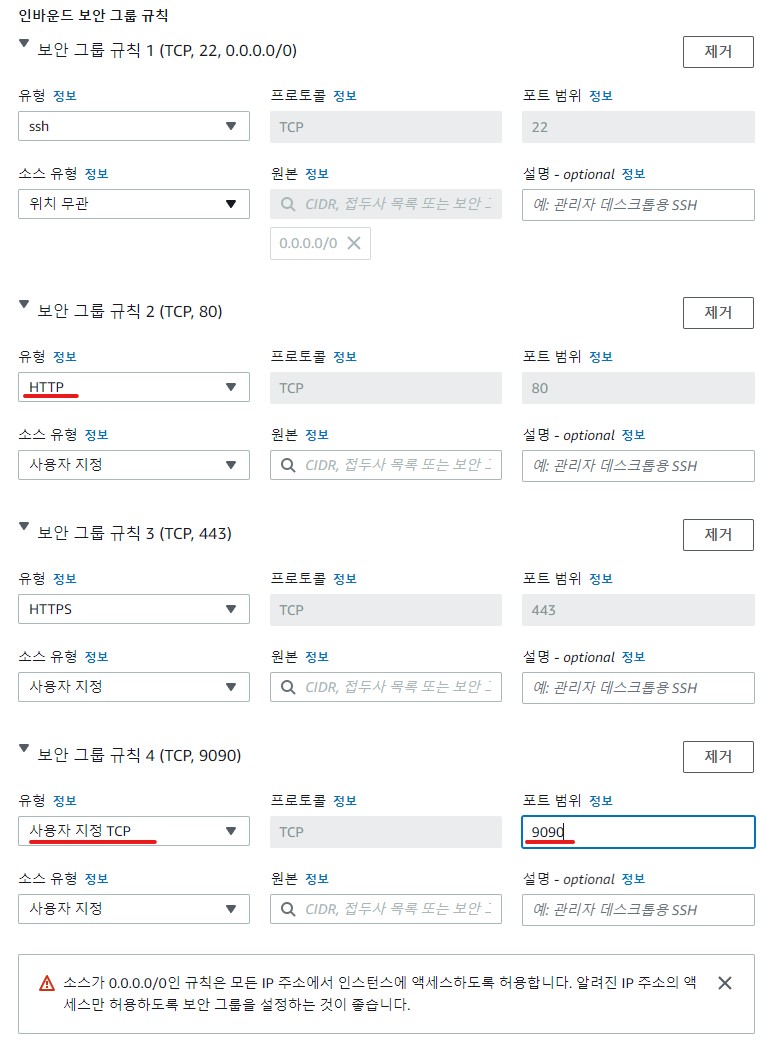 인바운드 보안 그룹 규칙
보안 그룹 규칙 1 (TCP, 22, 0.0.0.0/0) 제거
유형 정보 프로토콜 정보 포트 범위 정보
ssh TCP 22
소스 유형 정보 원본 정보 설명 - optional 정보
위치 무관 CIDR, 접두사 목록 또는 보안 예: 관리자 데스크톱용 SSH
0.0.0.0/0
보안 그룹 규칙 2 (TCP, 80) 제거
유형 정보 프로토콜 정보 포트 범위 정보
HTTP TCP 80
소스 유형 정보 원본 정보 설명 - optional 정보
사용자 지정 CIDR, 접두사 목록 또는 보안 예: 관리자 데스크톱용 SSH
보안 그룹 규칙 3 (TCP, 443) 제거
유형 정보 프로토콜 정보 포트 범위 정보
HTTPS TCP 443
소스 유형 정보 원본 정보 설명 - optional 정보
사용자 지정 CIDR, 접두사 목록 또는 보안 예: 관리자 데스크톱용 SSH
보안 그룹 규칙 4 (TCP, 9090) 제거
유형 정보 프로토콜 정보 포트 범위 정보
사용자 지정 TCP TCP 9090
소스 유형 정보 원본 정보 설명 - optional 정보
사용자 지정 CIDR, 접두사 목록 또는 보안 예: 관리자 데스크톱용 SSH
소스가 0.0.0.0/0인 규칙은 모든 IP 주소에서 인스턴스에 액세스하도록 허용합니다. 알려진 IP 주소의 액
세스만 허용하도록 보안 그룹을 설정하는 것이 좋습니다.